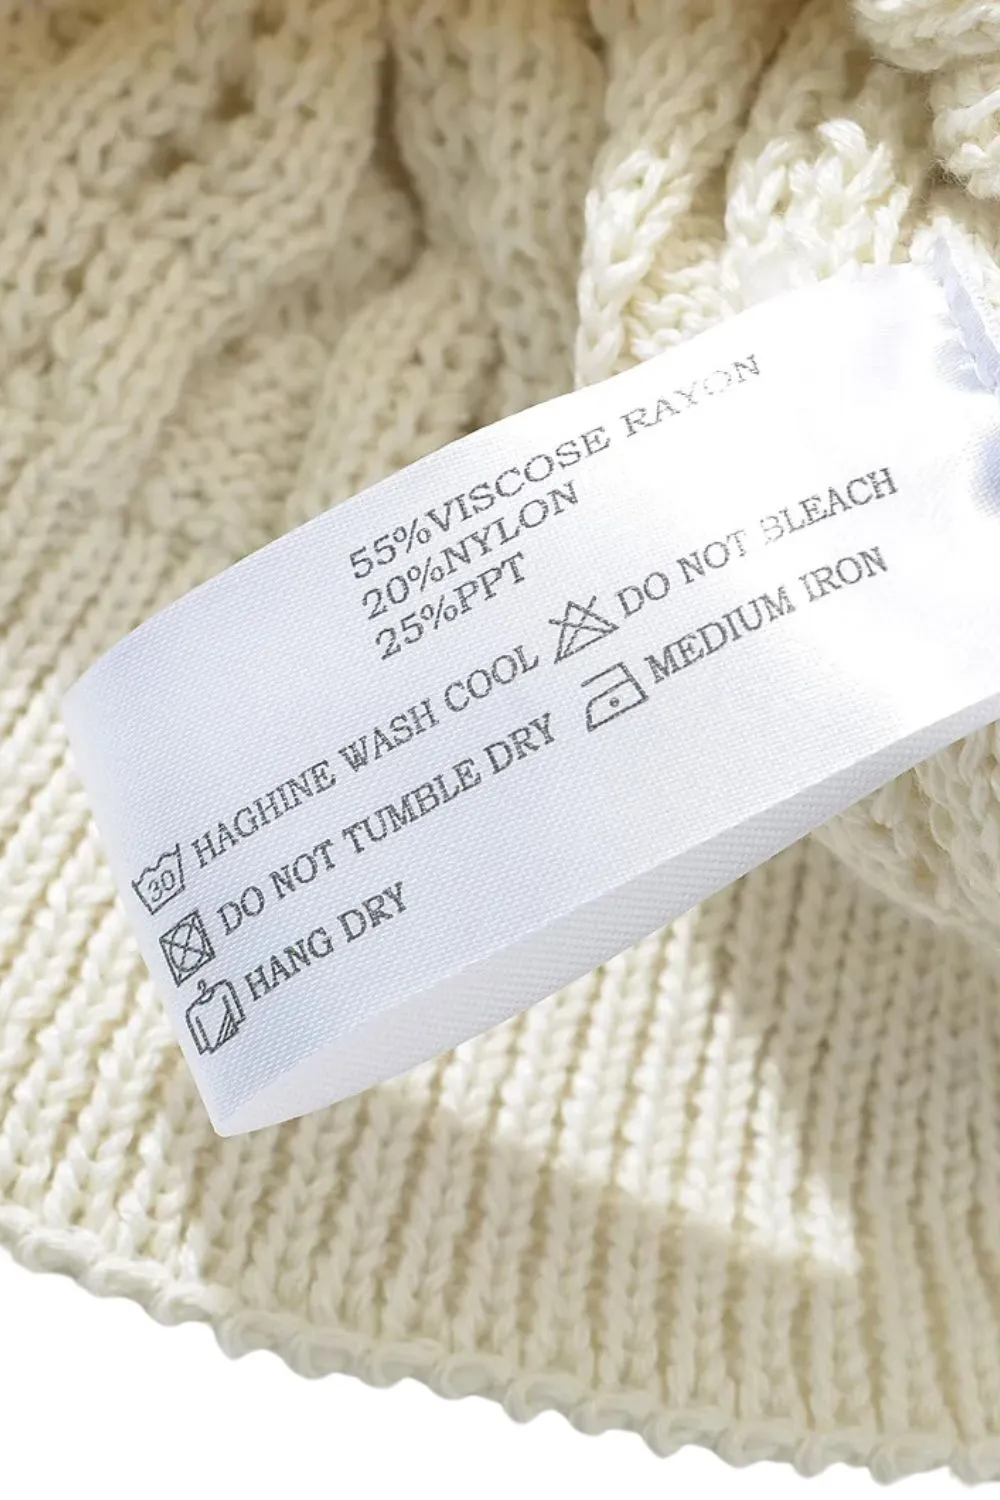 55%VISCOSE RAYON
20%NYLON
25%PPT
30 HAGHINE WASH COOL DO NOT BLEACH
DO NOT TUMBLE DRY MEDIUM IRON
HANG DRY